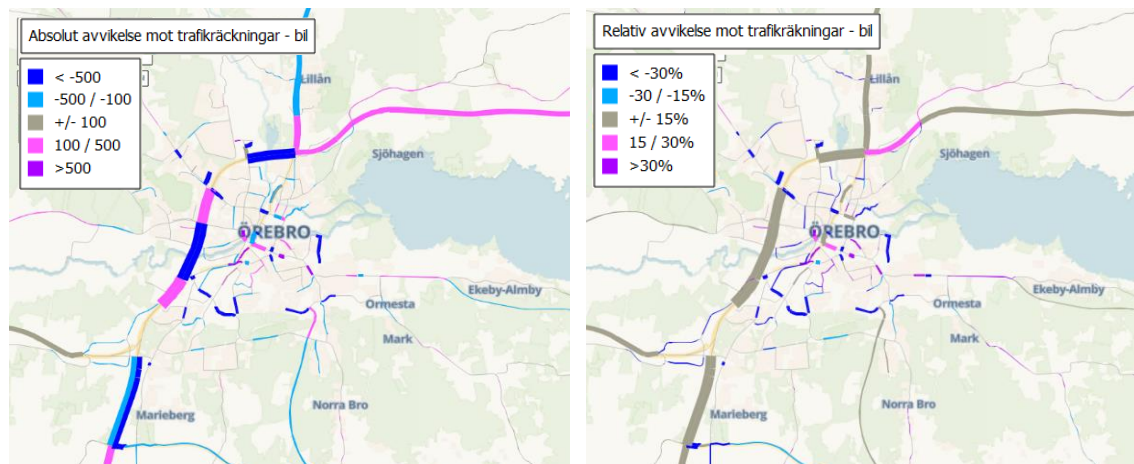 Absolut avvikelse mot trafikräckningar - bil
< -500
-500 / -100
+/- 100
100 / 500
>500
Lillån
Sjöhagen
ÖREBRO
Ekeby-Almby
Ormesta
Mark
Norra Bro
Marieberg
Relativ avvikelse mot trafikräkningar - bil
< -30%
-30 / -15%
+/- 15%
15 / 30%
>30%
Lillån
Sjöhagen
ÖREBRO
Ekeby-Almby
Ormesta
Mark
Norra Bro
Marieberg